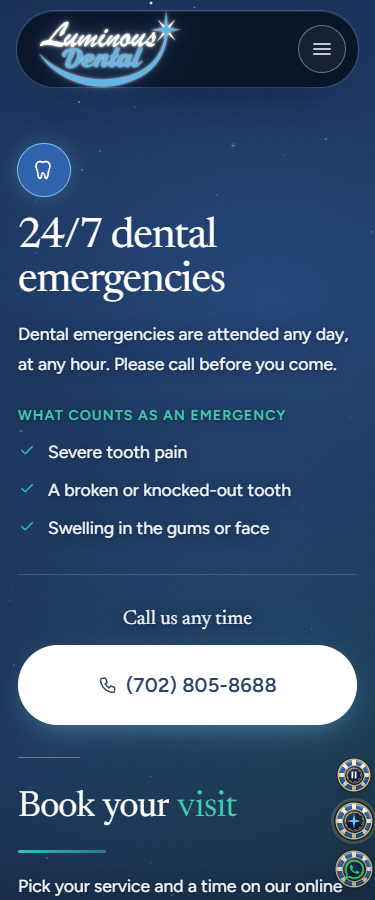 Luminous
Dental
24/7 dental
emergencies
Dental emergencies are attended any day,
at any hour. Please call before you come.
WHAT COUNTS AS AN EMERGENCY
Severe tooth pain
A broken or knocked-out tooth
Swelling in the gums or face
Call us any time
(702) 805-8688
Book your visit
Pick your service and a time on our online